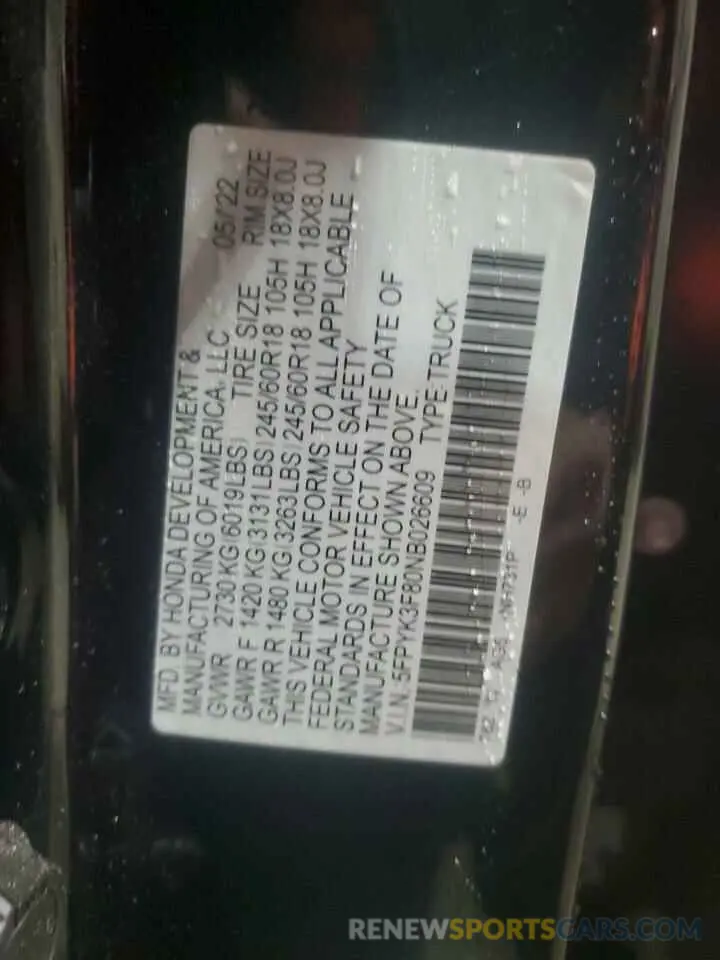 MFD. BY HONDA DEVELOPMENT &
MANUFACTURING OF AMERICA, LLC 05/22
GVWR 2730 KG(6019LBS) TIRE SIZE RIM SIZE
GAWR F 1420 KG(3131LBS) 245/60R18 105H 18X8.0J
GAWR R 1480 KG(3263LBS) 245/60R18 105H 18X8.0J
THIS VEHICLE CONFORMS TO ALL APPLICABLE
FEDERAL MOTOR VEHICLE SAFETY
STANDARDS IN EFFECT ON THE DATE OF
MANUFACTURE SHOWN ABOVE.
V.I.N.:5FPYK3F80NB026609 TYPE:TRUCK
-E -B
RENEWSPORTSCARS.COM